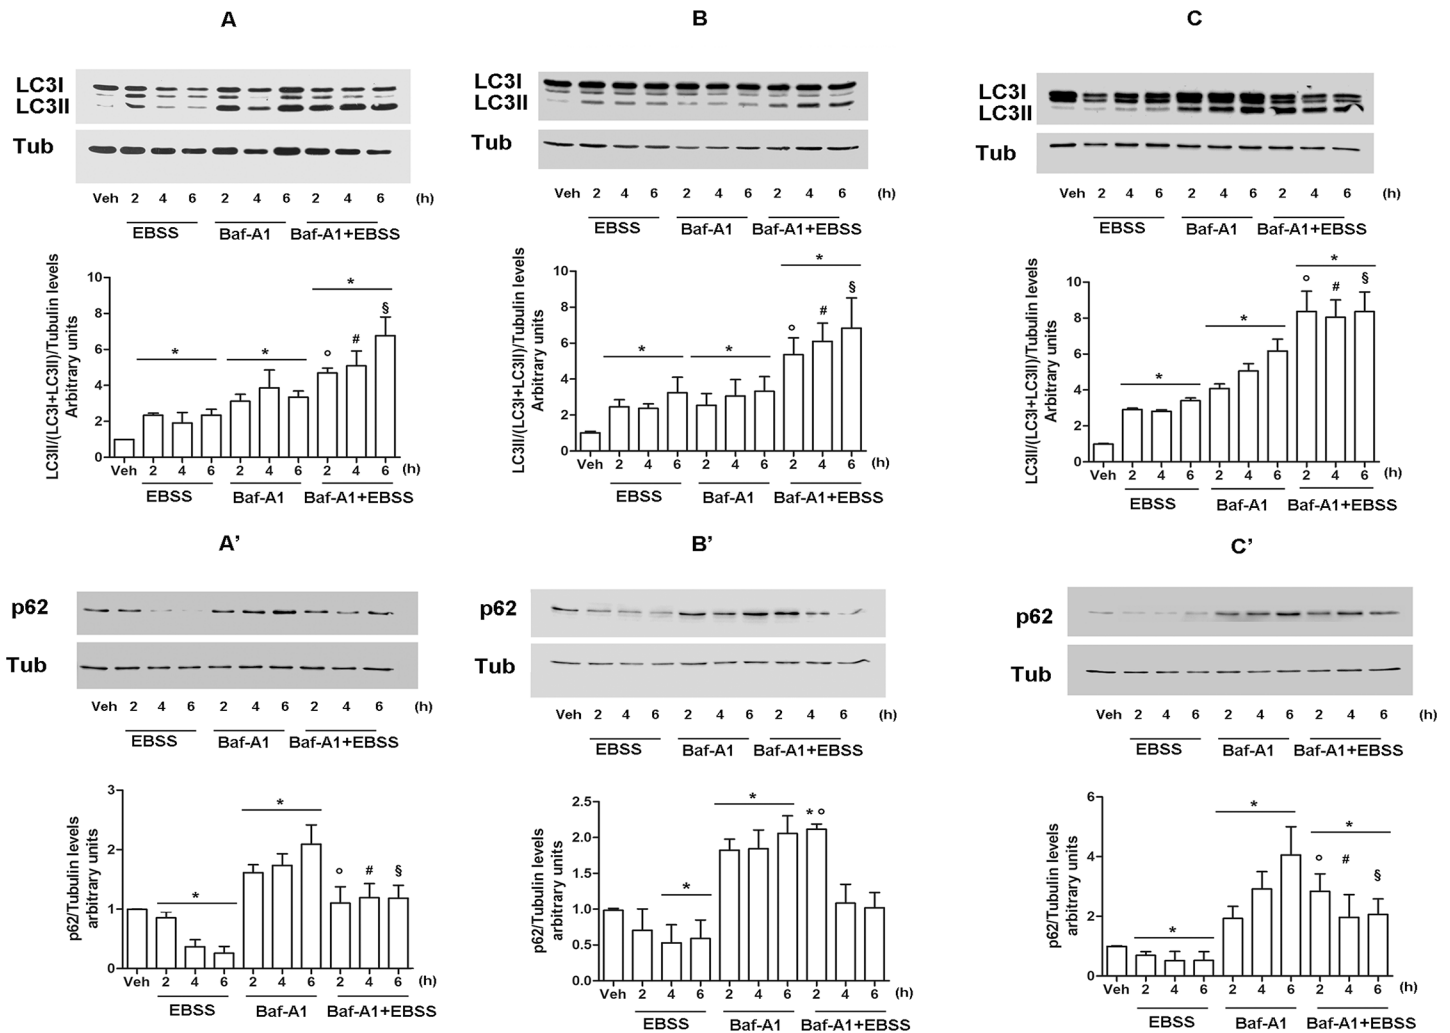 A
LC3I
LC3II
Tub
Veh 2 4 6 2 4 6 2 4 6 (h)
EBSS Baf-A1 Baf-A1+EBSS
LC3II/(LC3I+LC3II)/Tubulin levels
Arbitrary units
10
8
6
4
2
0
*
*
*
° # §
Veh 2 4 6 2 4 6 2 4 6 (h)
EBSS Baf-A1 Baf-A1+EBSS
B
LC3I
LC3II
Tub
Veh 2 4 6 2 4 6 2 4 6 (h)
EBSS Baf-A1 Baf-A1+EBSS
LC3II/(LC3I+LC3II)/Tubulin levels
Arbitrary units
10
8
6
4
2
0
*
*
*
° # §
Veh 2 4 6 2 4 6 2 4 6 (h)
EBSS Baf-A1 Baf-A1+EBSS
C
LC3I
LC3II
Tub
Veh 2 4 6 2 4 6 2 4 6 (h)
EBSS Baf-A1 Baf-A1+EBSS
LC3II/(LC3I+LC3II)/Tubulin levels
Arbitrary units
10
8
6
4
2
0
*
*
*
° # §
Veh 2 4 6 2 4 6 2 4 6 (h)
EBSS Baf-A1 Baf-A1+EBSS
A’
p62
Tub
Veh 2 4 6 2 4 6 2 4 6 (h)
EBSS Baf-A1 Baf-A1+EBSS
p62/Tubulin levels
arbitrary units
3
2
1
0
*
*
° # §
Veh 2 4 6 2 4 6 2 4 6 (h)
EBSS Baf-A1 Baf-A1+EBSS
B’
p62
Tub
Veh 2 4 6 2 4 6 2 4 6 (h)
EBSS Baf-A1 Baf-A1+EBSS
p62/Tubulin levels
arbitrary units
2.5
2.0
1.5
1.0
0.5
0.0
*
*
* °
Veh 2 4 6 2 4 6 2 4 6 (h)
EBSS Baf-A1 Baf-A1+EBSS
C’
p62
Tub
Veh 2 4 6 2 4 6 2 4 6 (h)
EBSS Baf-A1 Baf-A1+EBSS
p62/Tubulin levels
arbitrary units
6
4
2
0
*
*
*
° # §
Veh 2 4 6 2 4 6 2 4 6 (h)
EBSS Baf-A1 Baf-A1+EBSS